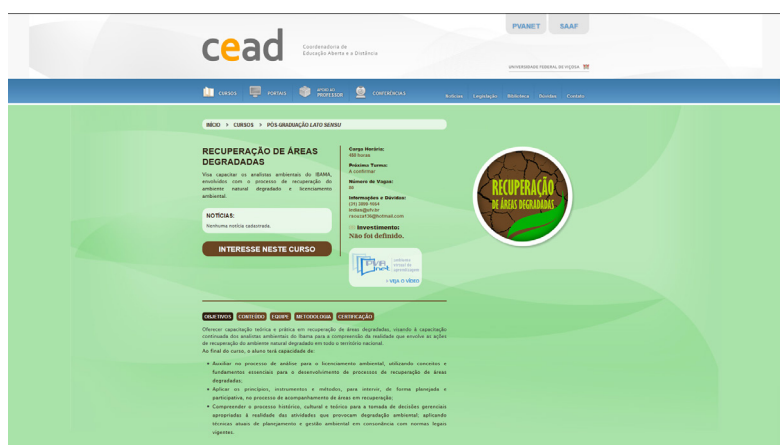 PVANET SAAF
cead
Coordenadoria de
Educação Aberta e a Distância
UNIVERSIDADE FEDERAL DE VIÇOSA
CURSOS PORTAIS APOIO AO PROFESSOR CONFERÊNCIAS
Notícias Legislação Biblioteca Dúvidas Contato
INÍCIO > CURSOS > PÓS-GRADUAÇÃO LATO SENSU
RECUPERAÇÃO DE ÁREAS
DEGRADADAS
Visa capacitar os analistas ambientais do IBAMA,
envolvidos com o processo de recuperação do
ambiente natural degradado e licenciamento
ambiental.
NOTÍCIAS:
Nenhuma notícia cadastrada.
INTERESSE NESTE CURSO
Carga Horária:
Próxima Turma:
A confirmar
Número de Vagas:
Informações e Dúvidas:
Investimento:
Não foi definido.
PVANet
ambiente
virtual de
aprendizagem
> VEJA O VÍDEO
RECUPERAÇÃO
DE ÁREAS DEGRADADAS
OBJETIVOS CONTEÚDO EQUIPE METODOLOGIA CERTIFICAÇÃO
Oferecer capacitação teórica e prática em recuperação de áreas degradadas, visando à capacitação
continuada dos analistas ambientais do Ibama para a compreensão da realidade que envolve as ações
de recuperação do ambiente natural degradado em todo o território nacional.
Ao final do curso, o aluno terá capacidade de:
• Auxiliar no processo de análise para o licenciamento ambiental, utilizando conceitos e
fundamentos essenciais para o desenvolvimento de processos de recuperação de áreas
degradadas;
• Aplicar os princípios, instrumentos e métodos, para intervir, de forma planejada e
participativa, no processo de acompanhamento de áreas em recuperação;
• Compreender o processo histórico, cultural e teórico para a tomada de decisões gerenciais
apropriadas à realidade das atividades que provocam degradação ambiental; aplicando
técnicas atuais de planejamento e gestão ambiental em consonância com normas legais
vigentes.